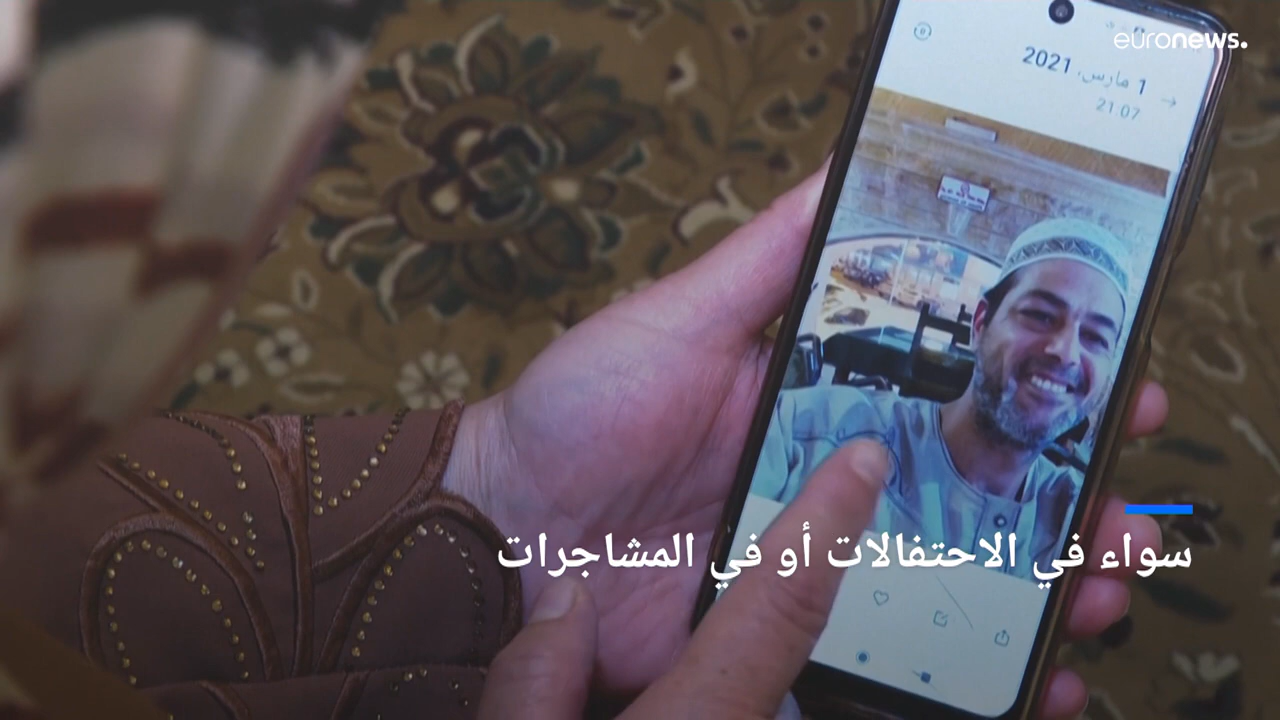 euronews.
1 مارس، 2021
21:07
سواء في الاحتفالات أو في المشاجرات